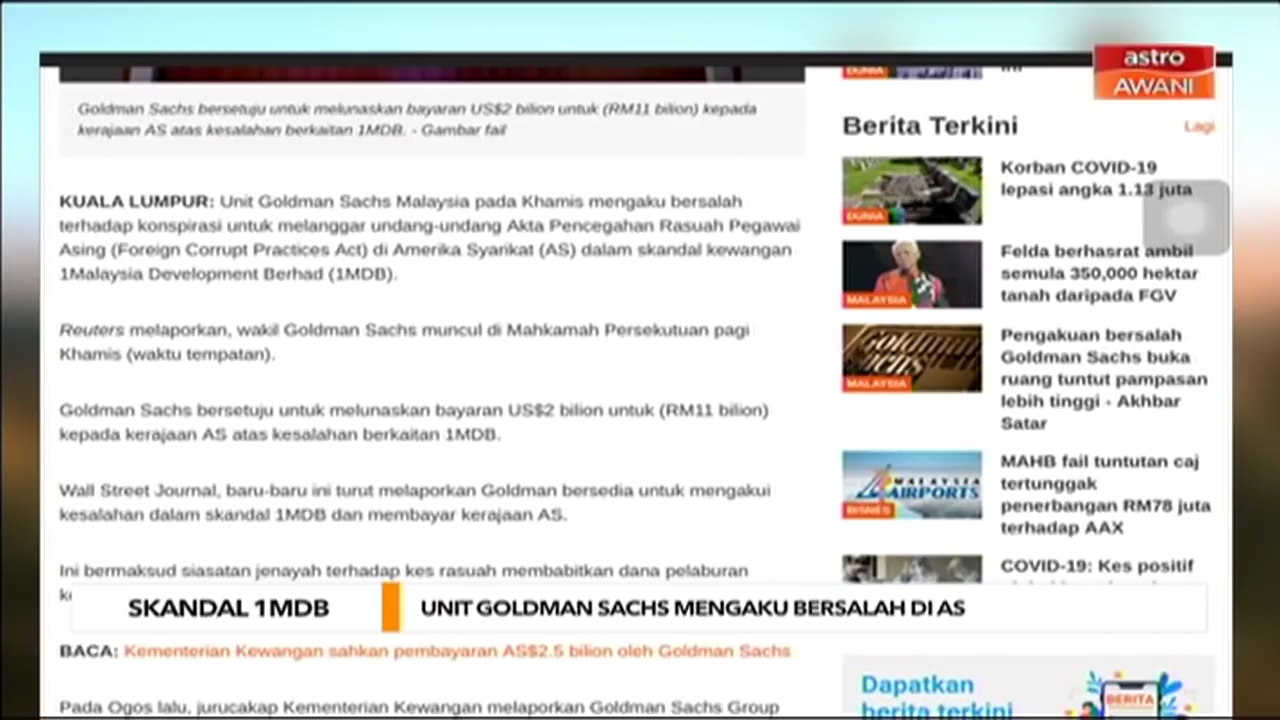 astro
AWANI
Goldman Sachs bersetuju untuk melunaskan bayaran US$2 bilion untuk (RM11 bilion) kepada
kerajaan AS atas kesalahan berkaitan 1MDB. - Gambar fail
KUALA LUMPUR: Unit Goldman Sachs Malaysia pada Khamis mengaku bersalah
terhadap konspirasi untuk melanggar undang-undang Akta Pencegahan Rasuah Pegawai
Asing (Foreign Corrupt Practices Act) di Amerika Syarikat (AS) dalam skandal kewangan
1Malaysia Development Berhad (1MDB).
Reuters melaporkan, wakil Goldman Sachs muncul di Mahkamah Persekutuan pagi
Khamis (waktu tempatan).
Goldman Sachs bersetuju untuk melunaskan bayaran US$2 bilion untuk (RM11 bilion)
kepada kerajaan AS atas kesalahan berkaitan 1MDB.
Wall Street Journal, baru-baru ini turut melaporkan Goldman bersedia untuk mengakui
kesalahan dalam skandal 1MDB dan membayar kerajaan AS.
Ini bermaksud siasatan jenayah terhadap kes rasuah membabitkan dana pelaburan
BACA: Kementerian Kewangan sahkan pembayaran AS$2.5 bilion oleh Goldman Sachs
Pada Ogos lalu, jurucakap Kementerian Kewangan melaporkan Goldman Sachs Group
DUNIA
Berita Terkini
Lagi
DUNIA
Korban COVID-19
lepasi angka 1.13 juta
MALAYSIA
Felda berhasrat ambil
semula 350,000 hektar
tanah daripada FGV
MALAYSIA
Pengakuan bersalah
Goldman Sachs buka
ruang tuntut pampasan
lebih tinggi - Akhbar
Satar
MALAYSIA
AIRPORTS
BISNES
MAHB fail tuntutan caj
tertunggak
penerbangan RM78 juta
terhadap AAX
COVID-19: Kes positif
Dapatkan
berita terkini
BERITA
SKANDAL 1MDB
UNIT GOLDMAN SACHS MENGAKU BERSALAH DI AS